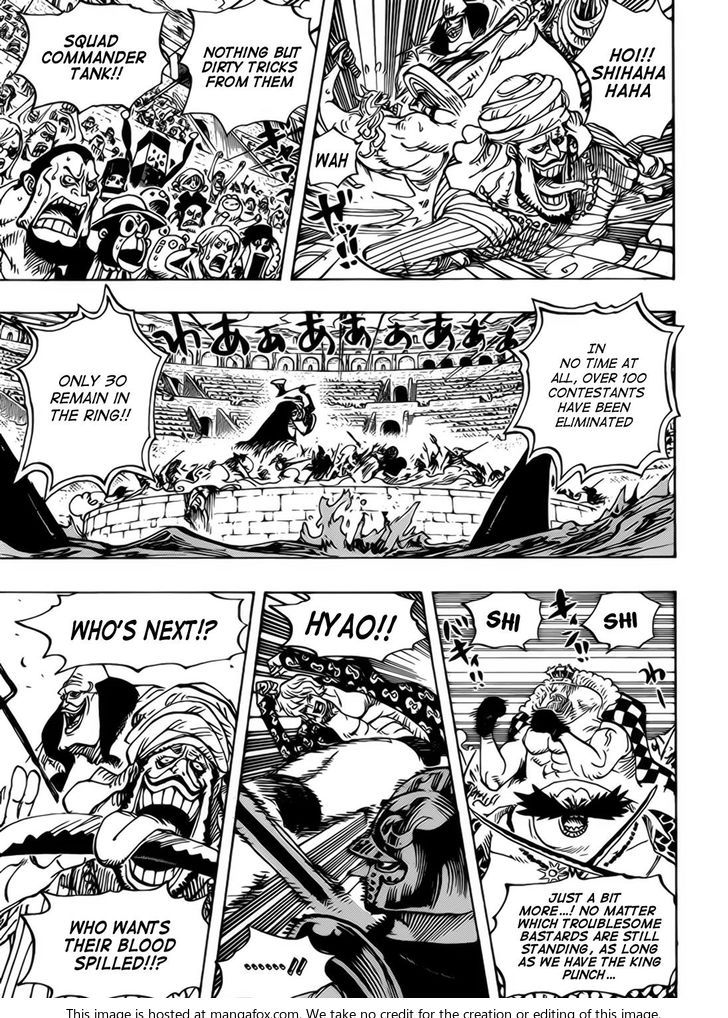 HOI!!
SHIHAHA
HAHA
WAH
ガギ
NOTHING BUT
DIRTY TRICKS
FROM THEM
SQUAD
COMMANDER
TANK!!
わあぁあぁあぁあぁ
IN
NO TIME AT
ALL, OVER 100
CONTESTANTS
HAVE BEEN
ELIMINATED
ONLY 30
REMAIN IN
THE RING!!
SHI
SHI
JUST A BIT
MORE...! NO MATTER
WHICH TROUBLESOME
BASTARDS ARE STILL
STANDING, AS LONG
AS WE HAVE THE KING
PUNCH...
HYAO!!
......!!
WHO'S NEXT!?
WHO WANTS
THEIR BLOOD
SPILLED!!?
This image is hosted at mangafox.com. We take no credit for the creation or editing of this image.